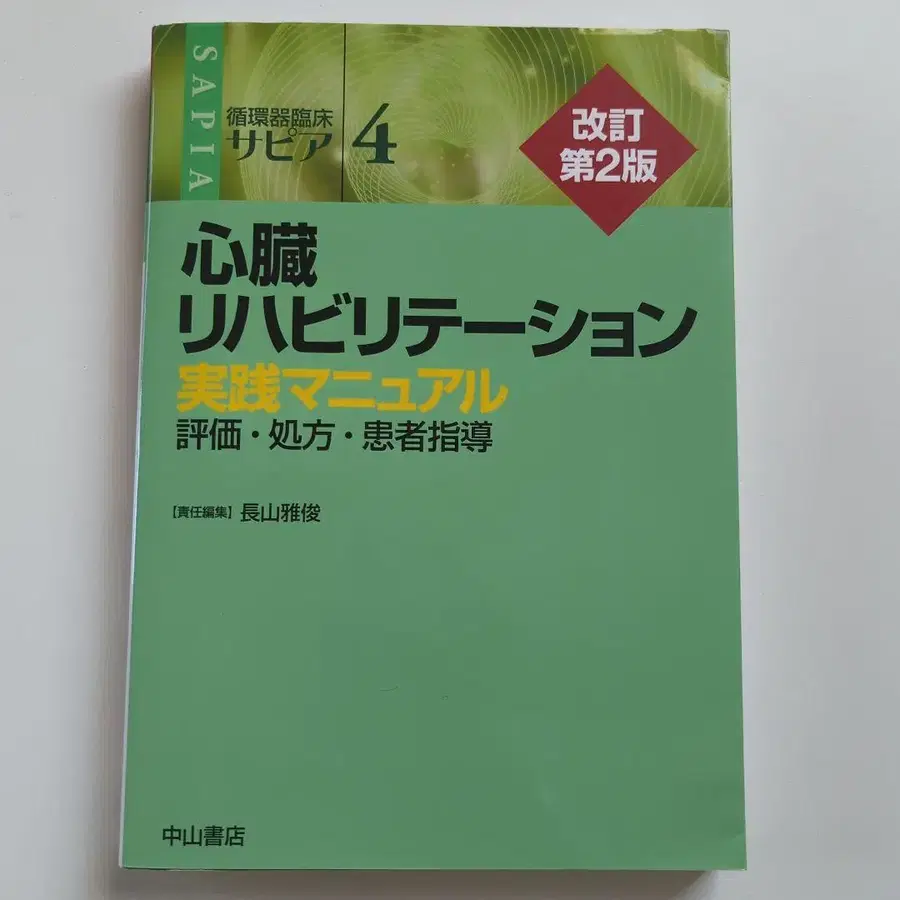 SAPIA
循環器臨床
サピア 4
改訂
第2版
心臓
リハビリテーション
実践マニュアル
評価・処方・患者指導
【責任編集】長山雅俊
中山書店